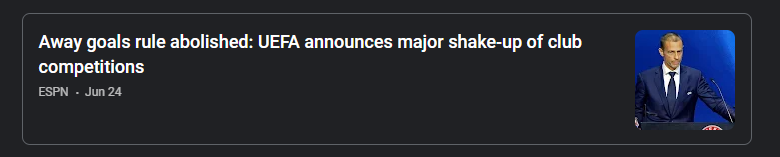 Away goals rule abolished: UEFA announces major shake-up of club
competitions
ESPN · Jun 24